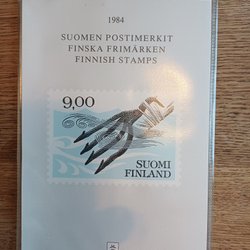 1984
SUOMEN POSTIMERKIT
FINSKA FRIMÄRKEN
FINNISH STAMPS
9,00
SUOMI
FINLAND